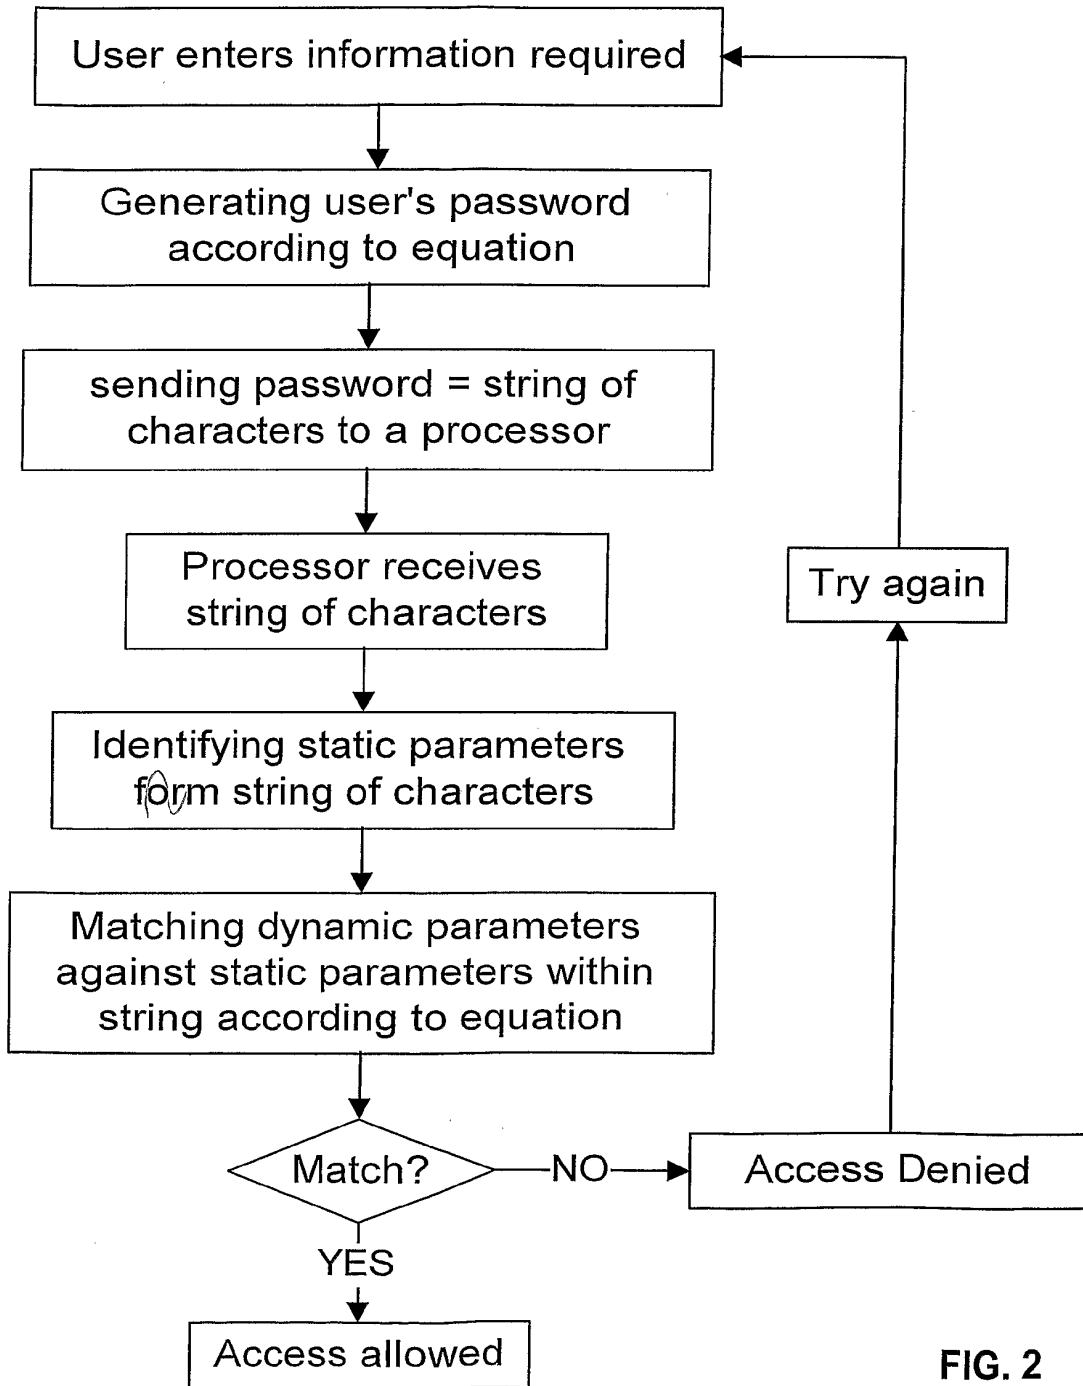 User enters information required
Generating user's password
according to equation
sending password = string of
characters to a processor
Processor receives
string of characters
Try again
Identifying static parameters
form string of characters
Matching dynamic parameters
against static parameters within
string according to equation
Match?
NO
Access Denied
YES
Access allowed
FIG. 2